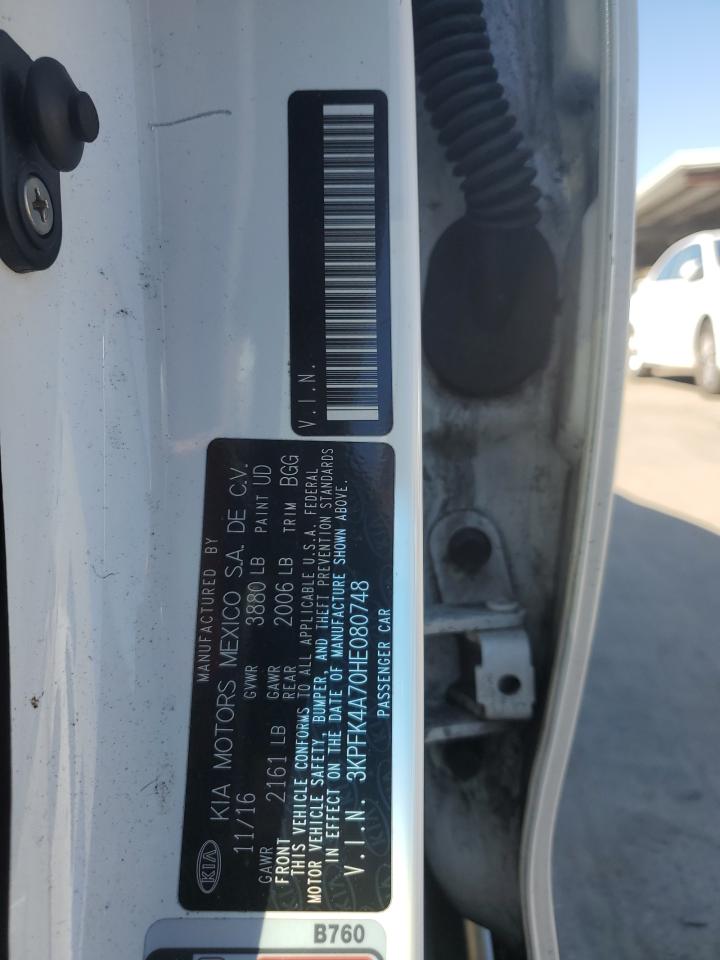 V.I.N.
MANUFACTURED BY
KIA KIA MOTORS MEXICO S.A. DE C.V.
11/16 GVWR 3880 LB PAINT UD
GAWR FRONT 2161 LB GAWR REAR 2006 LB TRIM BGG
THIS VEHICLE CONFORMS TO ALL APPLICABLE U.S.A. FEDERAL
MOTOR VEHICLE SAFETY, BUMPER, AND THEFT PREVENTION STANDARDS
IN EFFECT ON THE DATE OF MANUFACTURE SHOWN ABOVE.
V.I.N. 3KPFK4A70HE080748
PASSENGER CAR
B760